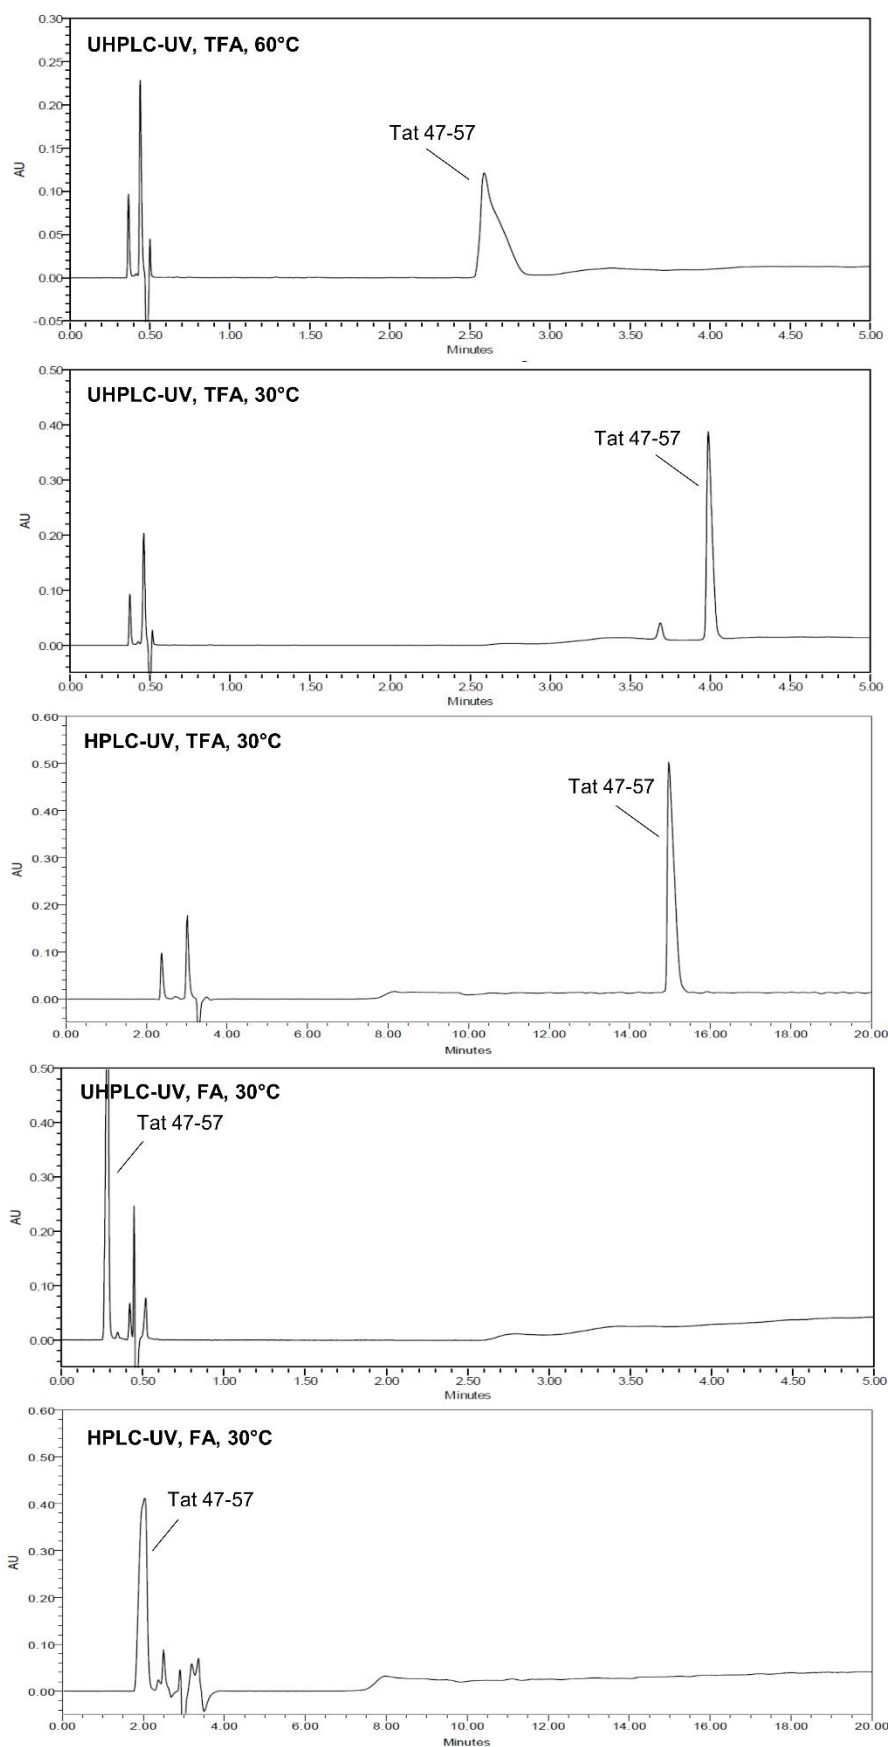 UHPLC-UV, TFA, 60°C
Tat 47-57
AU
0.30
0.25
0.20
0.15
0.10
0.05
0.00
-0.05
0.00 0.50 1.00 1.50 2.00 2.50 3.00 3.50 4.00 4.50 5.00
Minutes
UHPLC-UV, TFA, 30°C
Tat 47-57
AU
0.50
0.40
0.30
0.20
0.10
0.00
0.00 0.50 1.00 1.50 2.00 2.50 3.00 3.50 4.00 4.50 5.00
Minutes
HPLC-UV, TFA, 30°C
Tat 47-57
AU
0.60
0.50
0.40
0.30
0.20
0.10
0.00
0.00 2.00 4.00 6.00 8.00 10.00 12.00 14.00 16.00 18.00 20.00
Minutes
UHPLC-UV, FA, 30°C
Tat 47-57
AU
0.50
0.40
0.30
0.20
0.10
0.00
0.00 0.50 1.00 1.50 2.00 2.50 3.00 3.50 4.00 4.50 5.00
Minutes
HPLC-UV, FA, 30°C
Tat 47-57
AU
0.60
0.50
0.40
0.30
0.20
0.10
0.00
0.00 2.00 4.00 6.00 8.00 10.00 12.00 14.00 16.00 18.00 20.00
Minutes